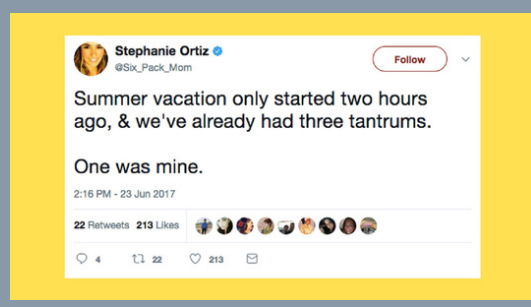 Stephanie Ortiz
@Six_Pack_Mom
Follow
Summer vacation only started two hours
ago, & we've already had three tantrums.
One was mine.
2:16 PM - 23 Jun 2017
22 Retweets 213 Likes
4 22 213